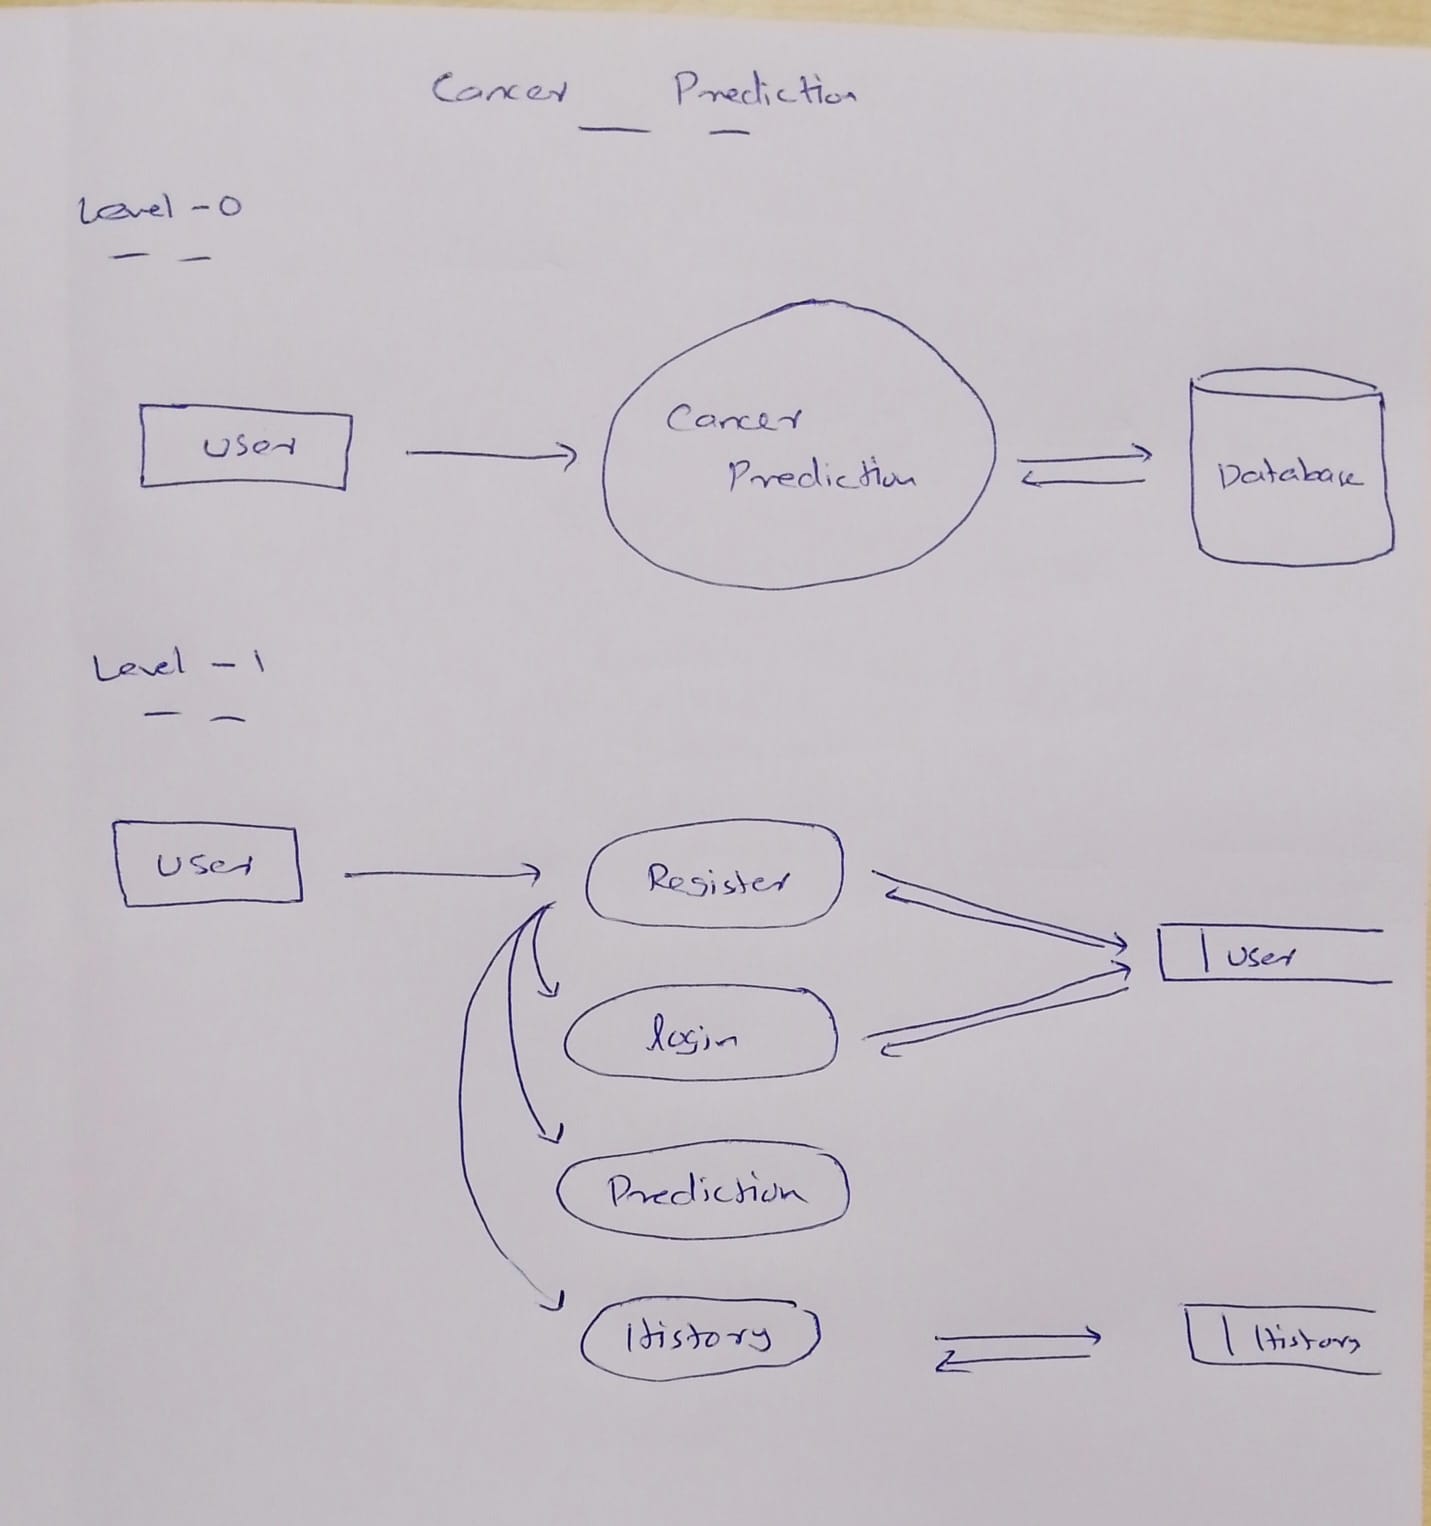 Cancer Prediction
Level - 0
User
Cancer
Prediction
Database
Level - 1
User
Register
User
login
Prediction
History
History